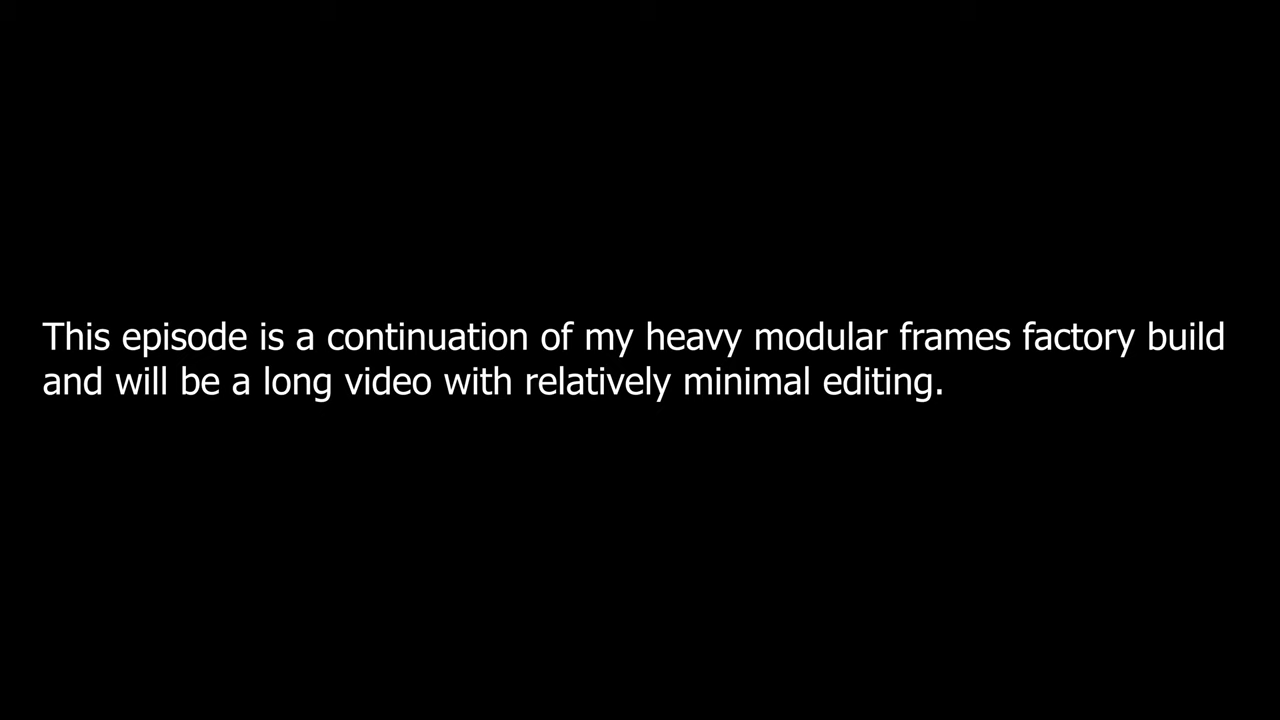 This episode is a continuation of my heavy modular frames factory build
and will be a long video with relatively minimal editing.